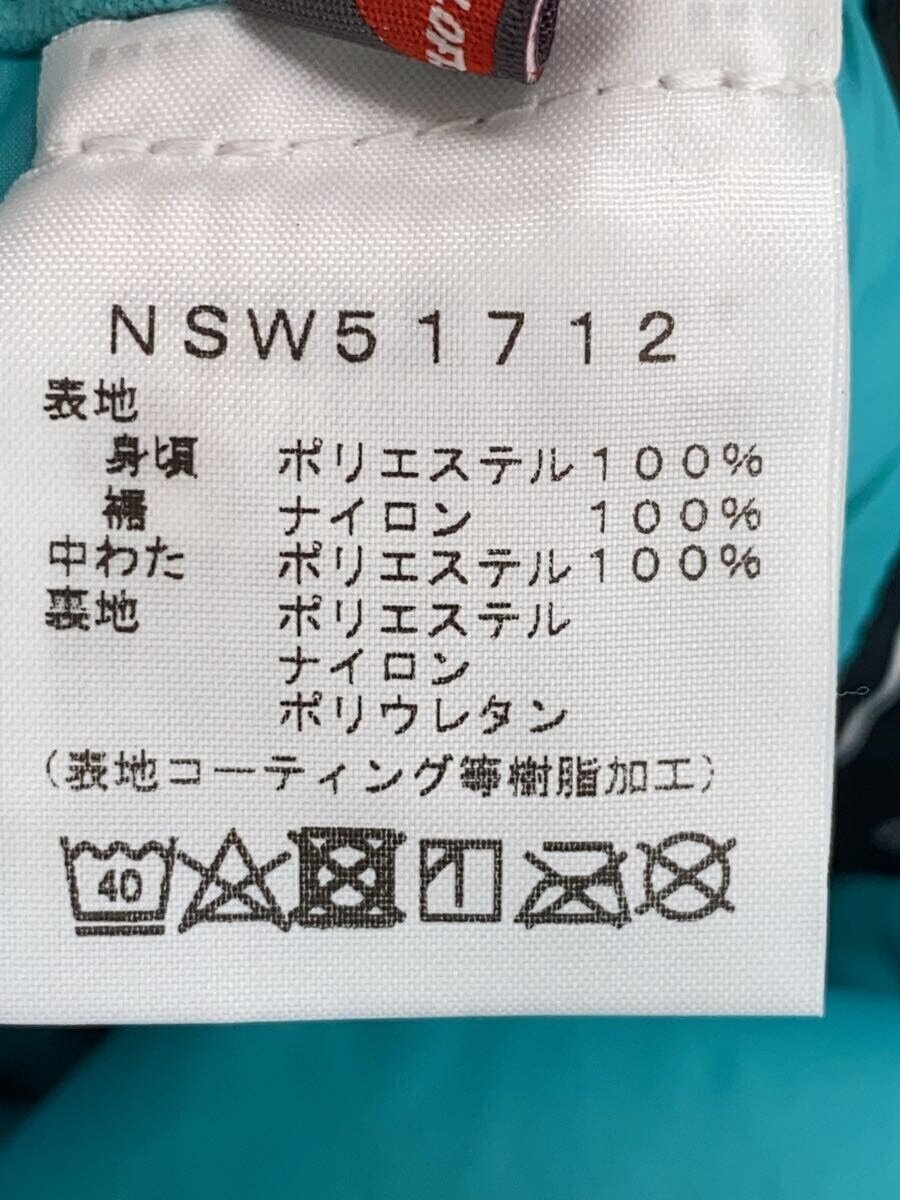 NSW51712
表地
身頃 ポリエステル100%
裾 ナイロン 100%
中わた ポリエステル100%
裏地 ポリエステル
ナイロン
ポリウレタン
(表地コーティング等樹脂加工)
40